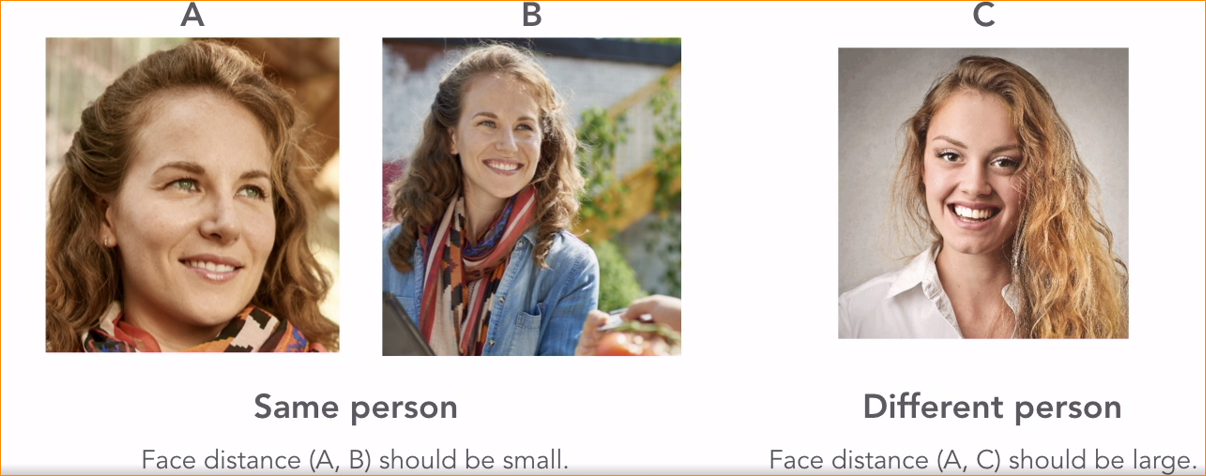 A
B
C
Same person
Different person
Face distance (A, B) should be small.
Face distance (A, C) should be large.